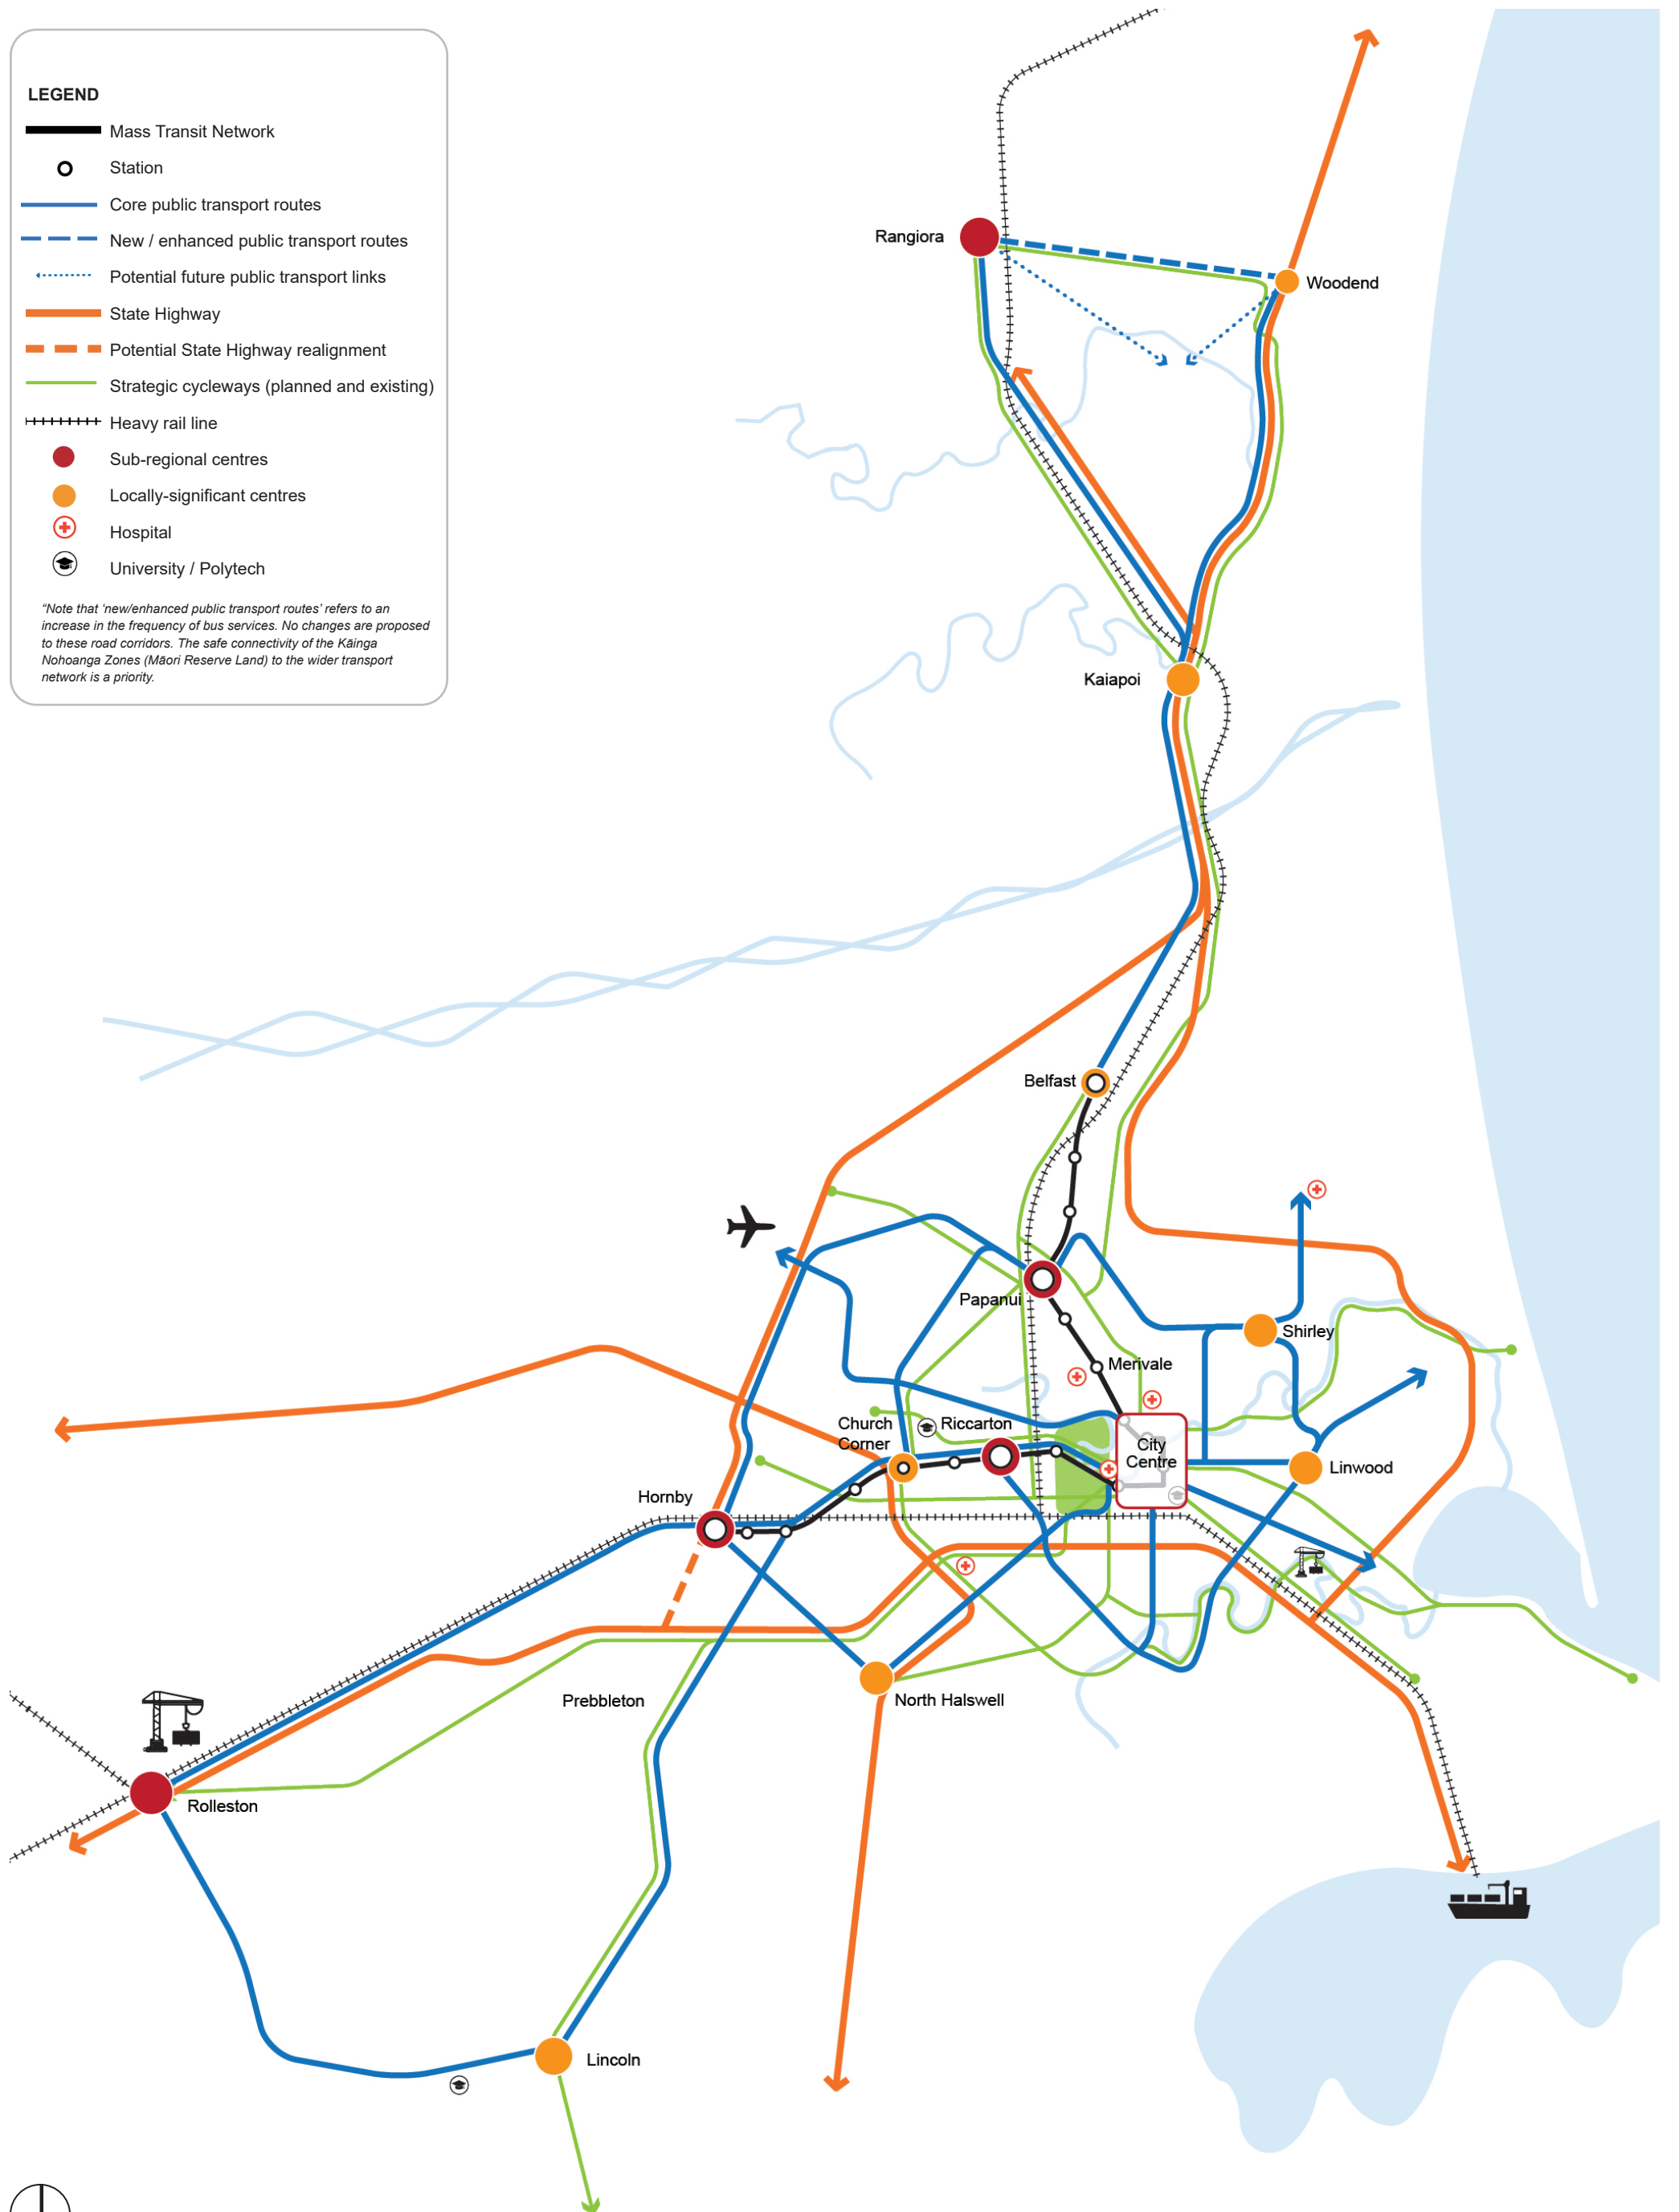 LEGEND
Mass Transit Network
Station
Core public transport routes
New / enhanced public transport routes
Potential future public transport links
State Highway
Potential State Highway realignment
Strategic cycleways (planned and existing)
Heavy rail line
Sub-regional centres
Locally-significant centres
Hospital
University / Polytech
“Note that ‘new/enhanced public transport routes’ refers to an
increase in the frequency of bus services. No changes are proposed
to these road corridors. The safe connectivity of the Kāinga
Nohoanga Zones (Māori Reserve Land) to the wider transport
network is a priority.
Rangiora
Woodend
Kaiapoi
Belfast
Papanui
Shirley
Merivale
Church
Corner
Riccarton
City
Centre
Linwood
Hornby
Prebbleton
North Halswell
Rolleston
Lincoln